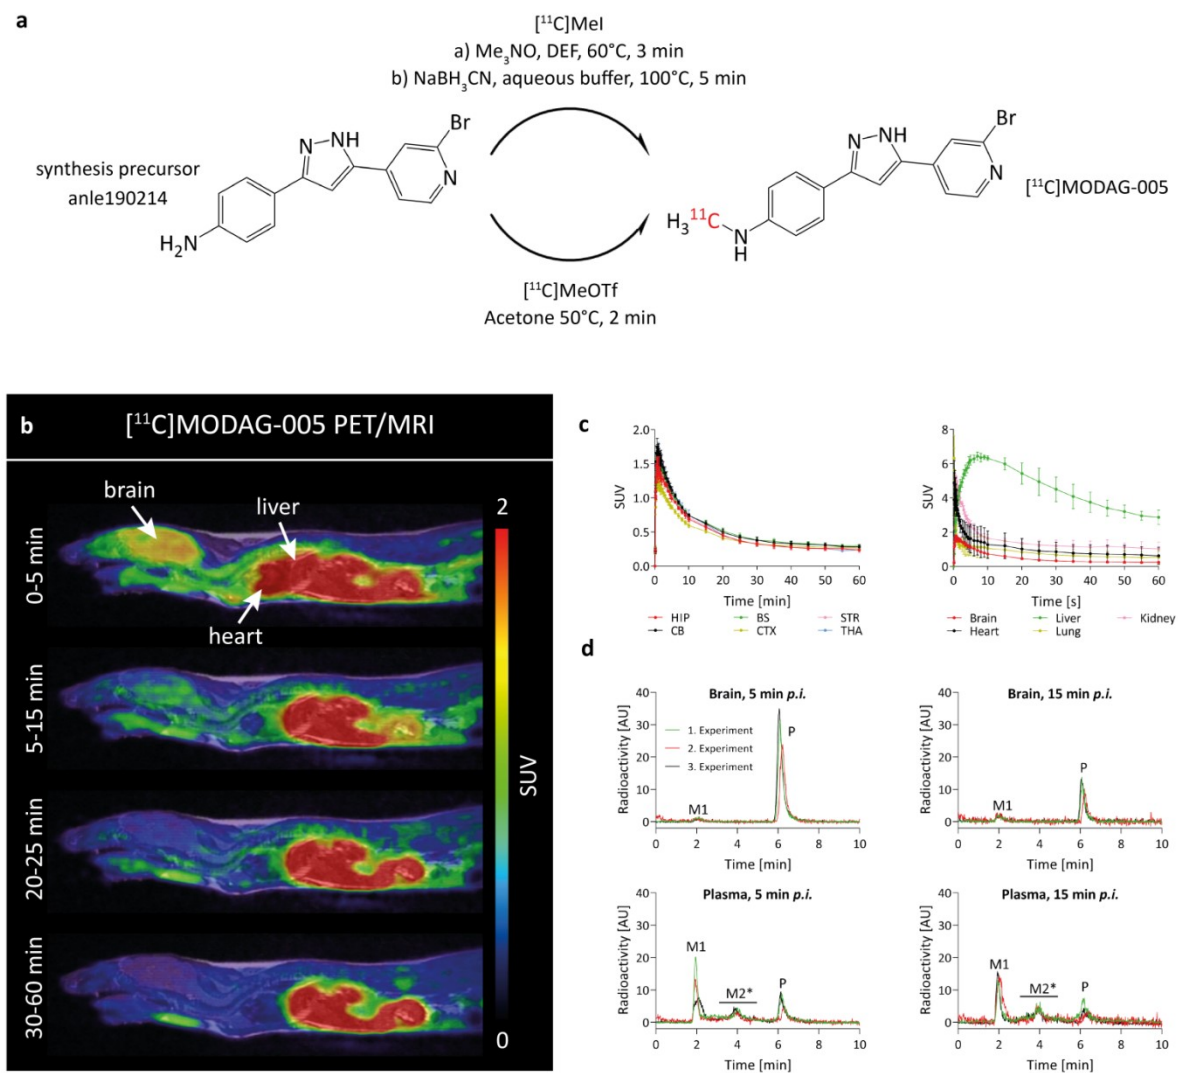 a
[¹¹C]MeI
a) Me₃NO, DEF, 60°C, 3 min
b) NaBH₃CN, aqueous buffer, 100°C, 5 min
synthesis precursor
anle190214
N NH Br N H₂N
N NH Br N
H₃¹¹C N H
[¹¹C]MODAG-005
[¹¹C]MeOTf
Acetone 50°C, 2 min
b [¹¹C]MODAG-005 PET/MRI
brain
liver
heart
0-5 min
5-15 min
20-25 min
30-60 min
2
SUV
0
c
2.0
1.5
1.0
0.5
0.0
SUV
0 10 20 30 40 50 60
Time [min]
HIP BS STR
CB CTX THA
8
6
4
2
0
SUV
0 10 20 30 40 50 60
Time [s]
Brain Liver Kidney
Heart Lung
d
Brain, 5 min p.i.
40
30
20
10
0
Radioactivity [AU]
1. Experiment
2. Experiment
3. Experiment
P
M1
0 2 4 6 8 10
Time [min]
Brain, 15 min p.i.
40
30
20
10
0
Radioactivity [AU]
P
M1
0 2 4 6 8 10
Time [min]
Plasma, 5 min p.i.
40
30
20
10
0
Radioactivity [AU]
M1
M2*
P
0 2 4 6 8 10
Time [min]
Plasma, 15 min p.i.
40
30
20
10
0
Radioactivity [AU]
M1
M2*
P
0 2 4 6 8 10
Time [min]